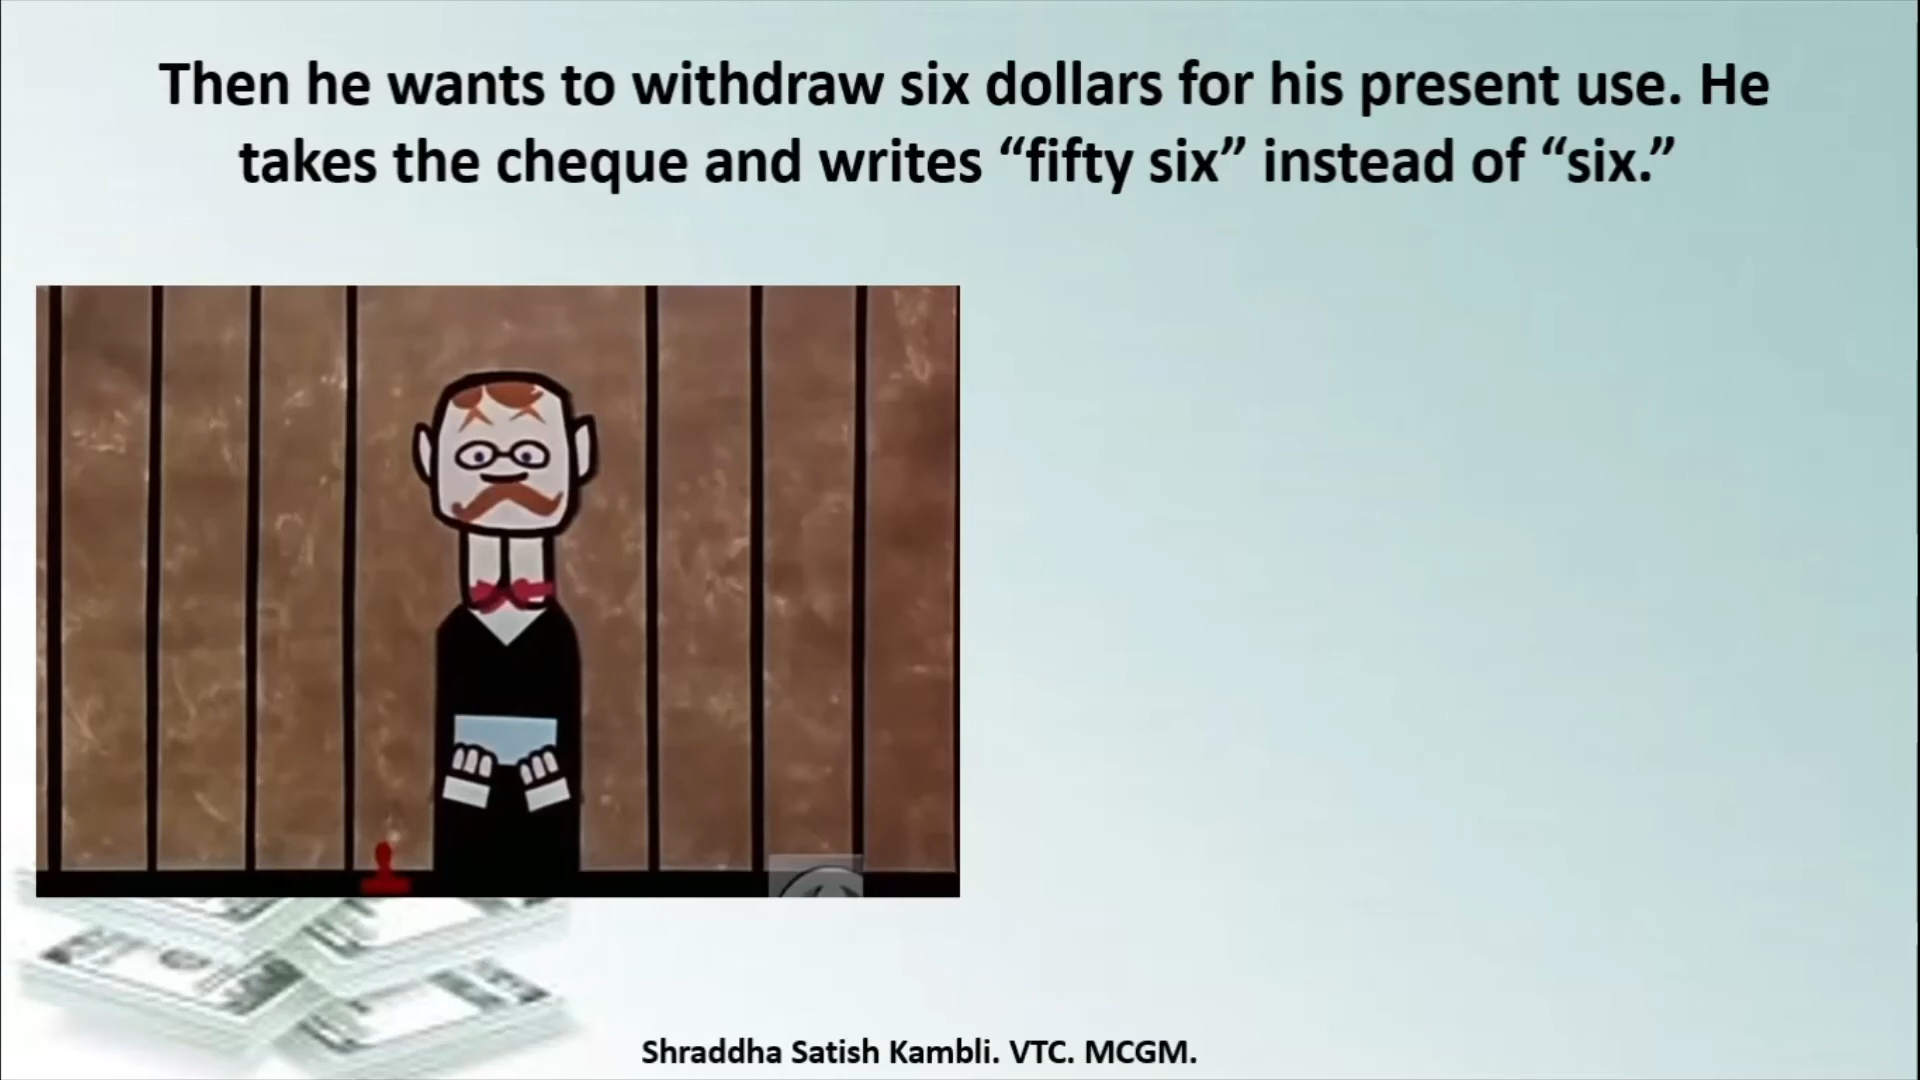 Then he wants to withdraw six dollars for his present use. He
takes the cheque and writes “fifty six” instead of “six.”
Shraddha Satish Kambli. VTC. MCGM.